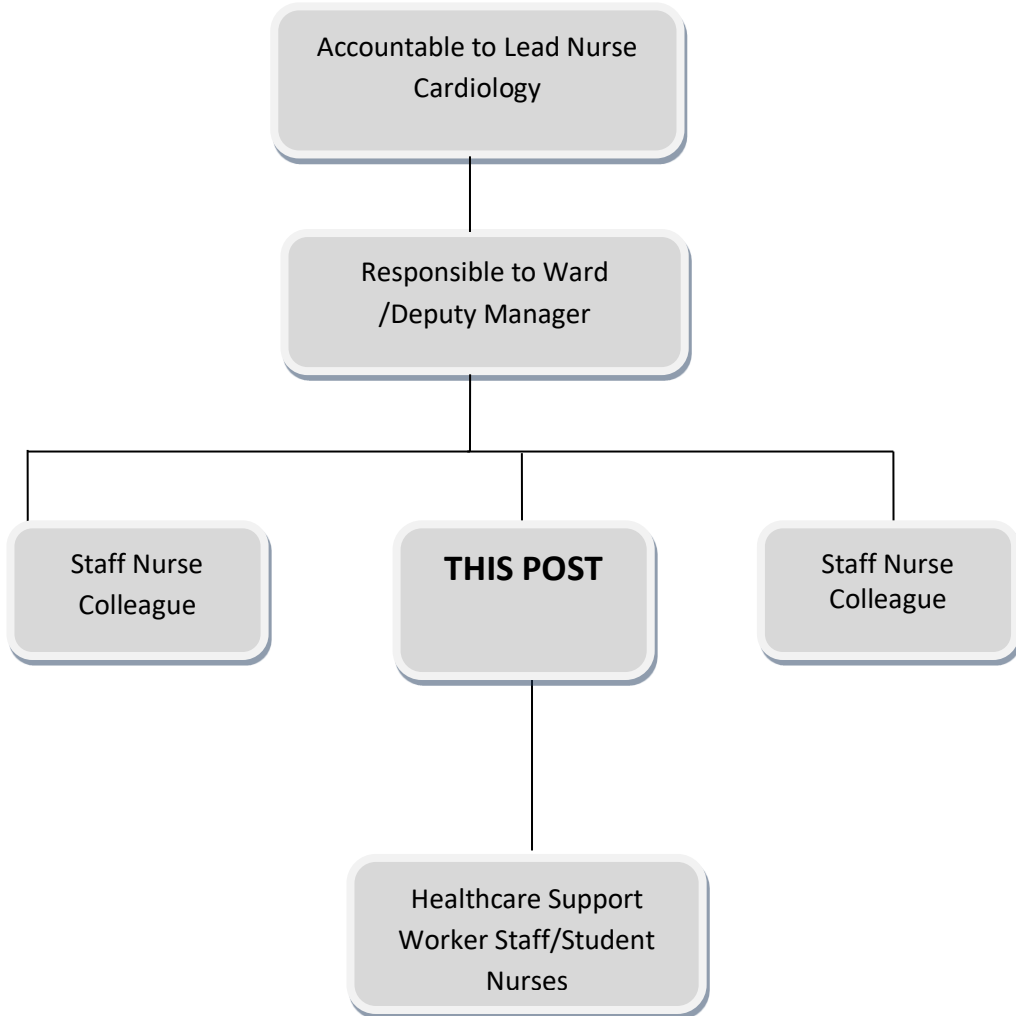 Accountable to Lead Nurse
Cardiology
Responsible to Ward
/Deputy Manager
Staff Nurse
Colleague
THIS POST
Staff Nurse
Colleague
Healthcare Support
Worker Staff/Student
Nurses